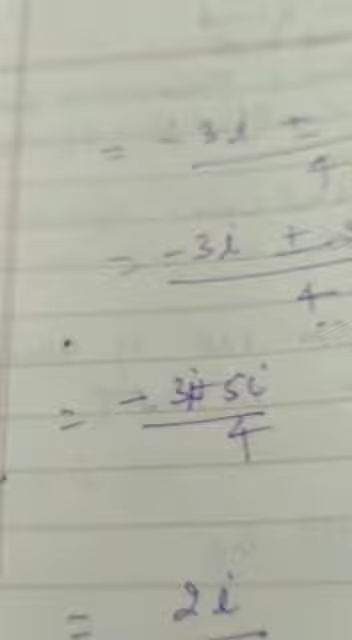 = -3i ±
4
= -3i ±
4
= -3i+5i
4
= 2i